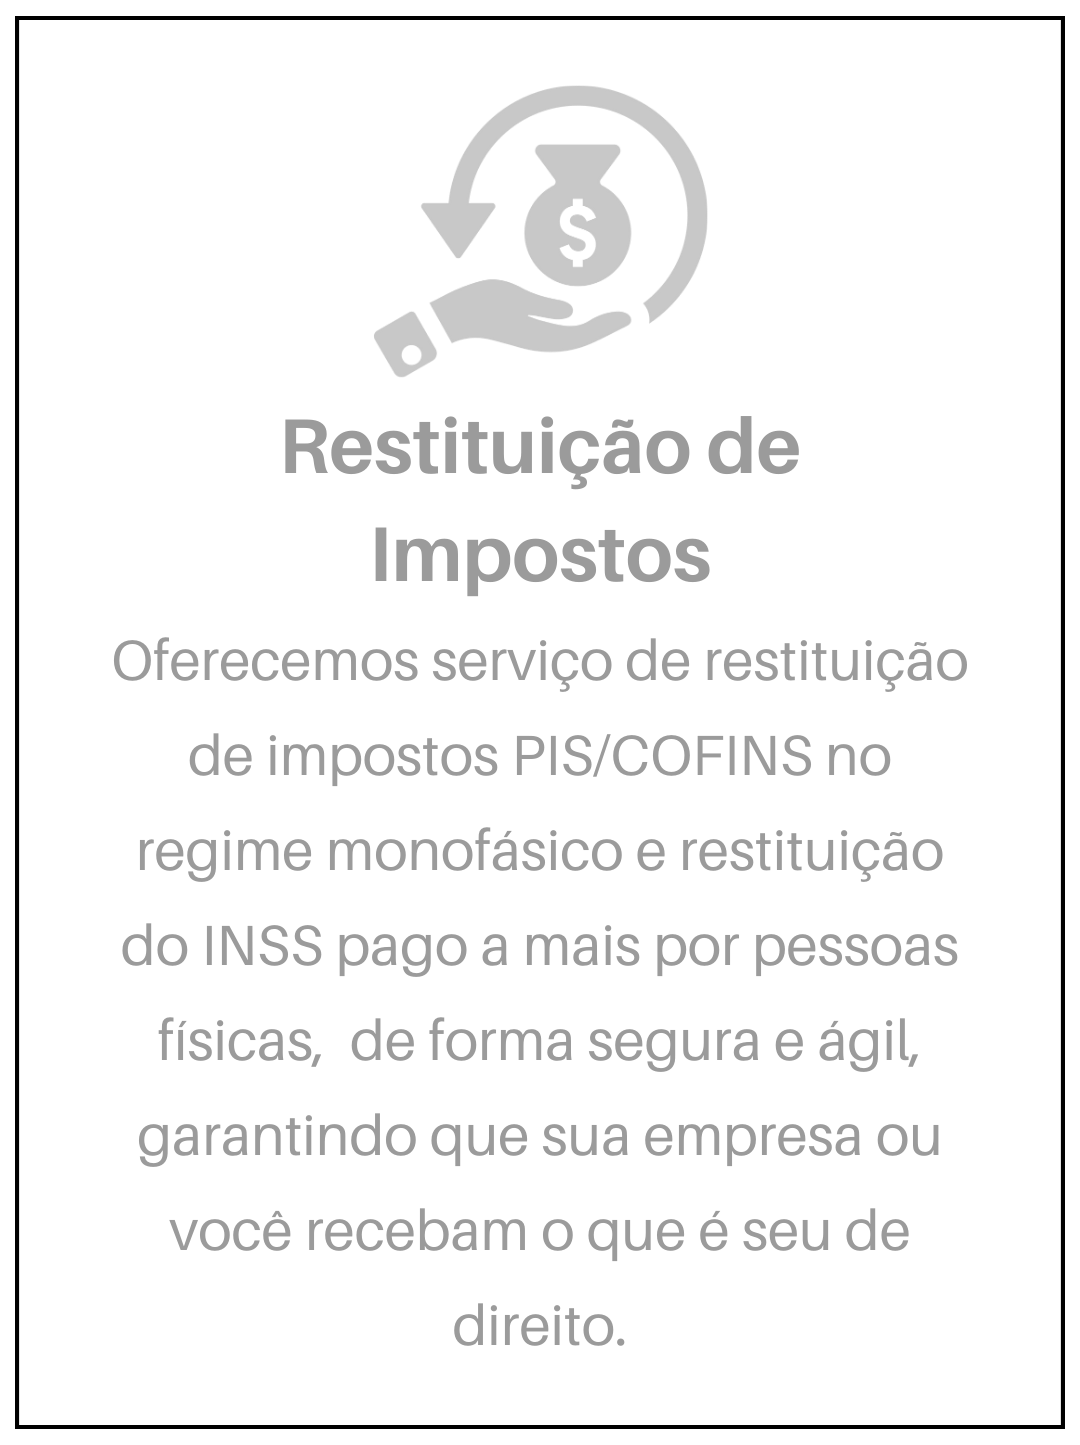 $
Restituição de
Impostos
Oferecemos serviço de restituição
de impostos PIS/COFINS no
regime monofásico e restituição
do INSS pago a mais por pessoas
físicas,  de forma segura e ágil,
garantindo que sua empresa ou
você recebam o que é seu de
direito.